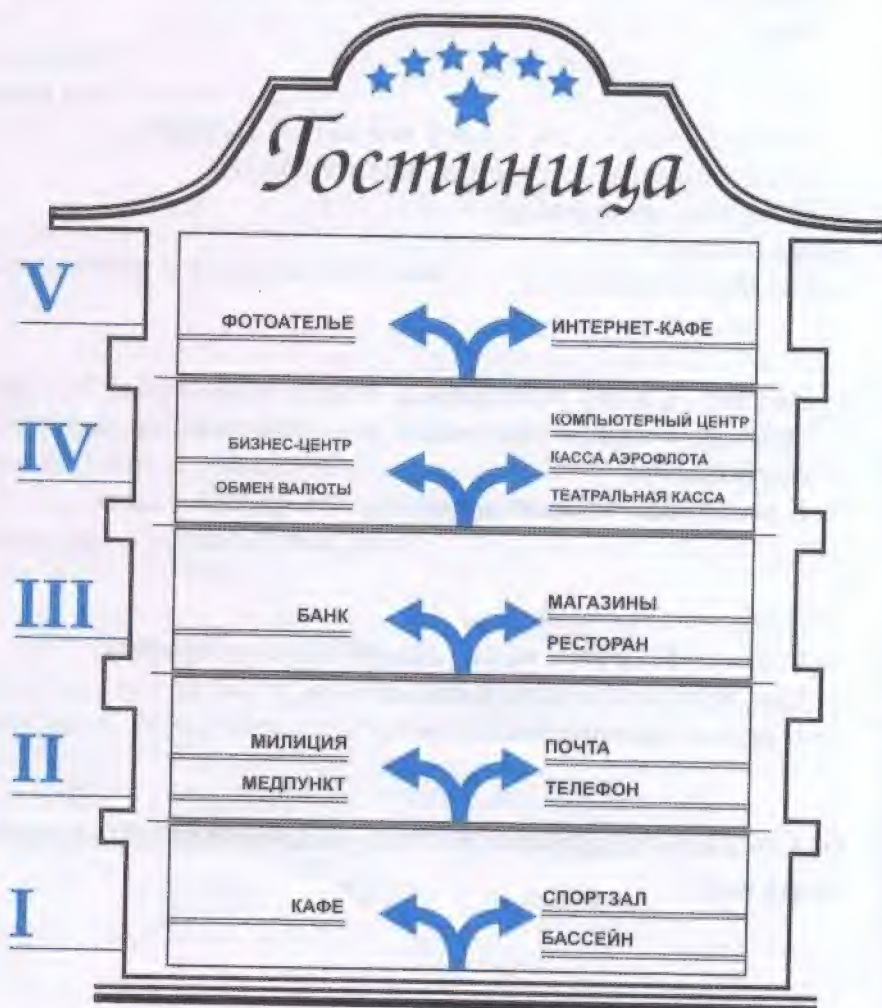 Гостиница
V
ФОТОАТЕЛЬЕ
ИНТЕРНЕТ-КАФЕ
IV
БИЗНЕС-ЦЕНТР
ОБМЕН ВАЛЮТЫ
КОМПЬЮТЕРНЫЙ ЦЕНТР
КАССА АЭРОФЛОТА
ТЕАТРАЛЬНАЯ КАССА
III
БАНК
МАГАЗИНЫ
РЕСТОРАН
II
МИЛИЦИЯ
МЕДПУНКТ
ПОЧТА
ТЕЛЕФОН
I
КАФЕ
СПОРТЗАЛ
БАССЕЙН